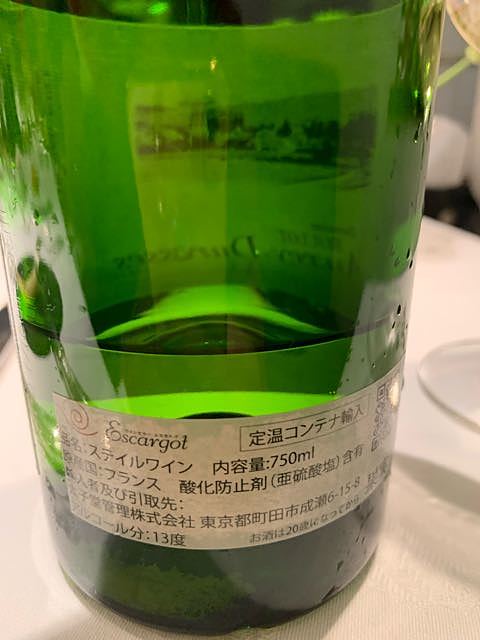 Escargot
定温コンテナ輸入
品名:スティルワイン 内容量:750ml
原産国:フランス 酸化防止剤(亜硫酸塩)含有
輸入者及び引取先:
東京都町田市成瀬6-15-8
アルコール分:13度
お酒は20歳になってから